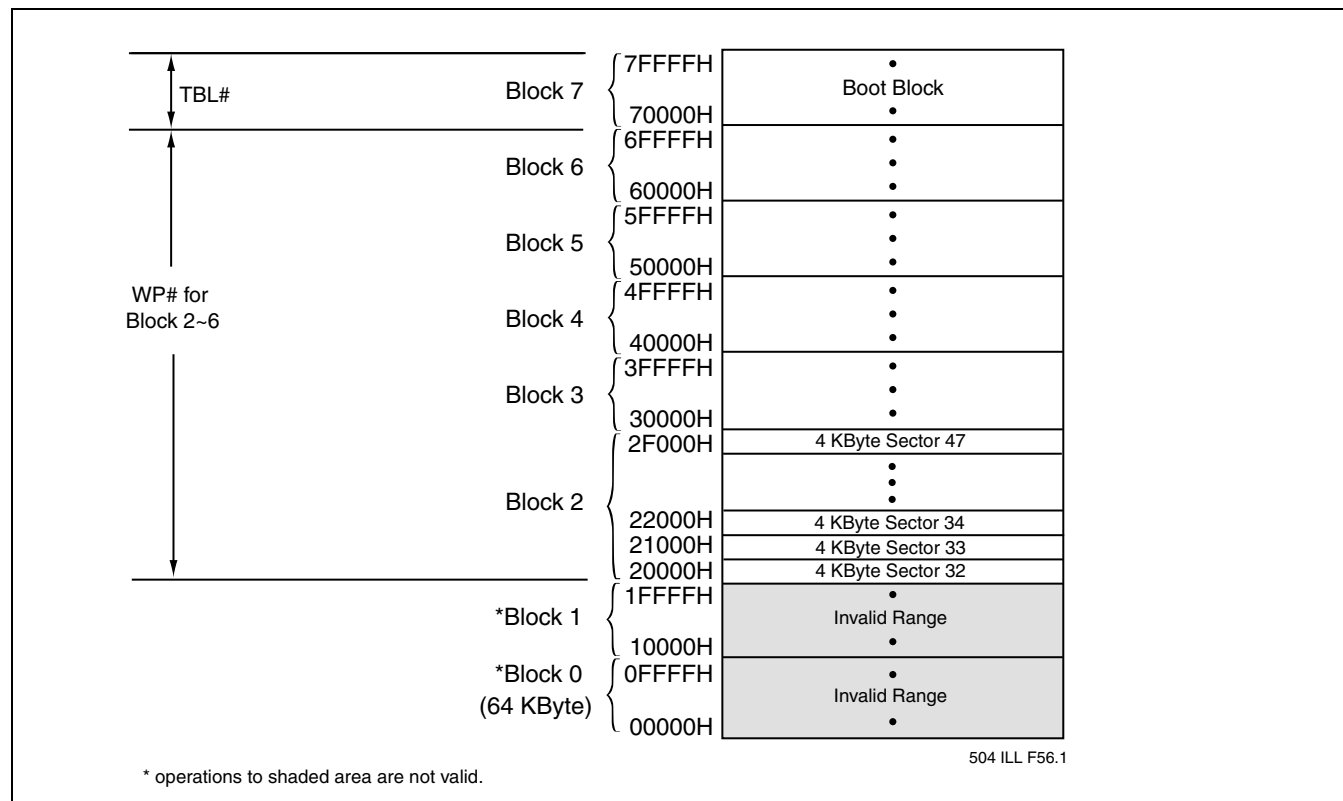 TBL#
Block 7
7FFFFH
Boot Block
70000H
Block 6
6FFFFH
60000H
Block 5
5FFFFH
50000H
WP# for
Block 2~6
Block 4
4FFFFH
40000H
Block 3
3FFFFH
30000H
Block 2
2F000H
4 KByte Sector 47
22000H
4 KByte Sector 34
21000H
4 KByte Sector 33
20000H
4 KByte Sector 32
*Block 1
1FFFFH
Invalid Range
10000H
*Block 0
(64 KByte)
0FFFFH
Invalid Range
00000H
504 ILL F56.1
* operations to shaded area are not valid.